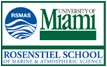 RSMAS
UNIVERSITY OF
Miami
ROSENSTIEL SCHOOL
OF MARINE & ATMOSPHERIC SCIENCE